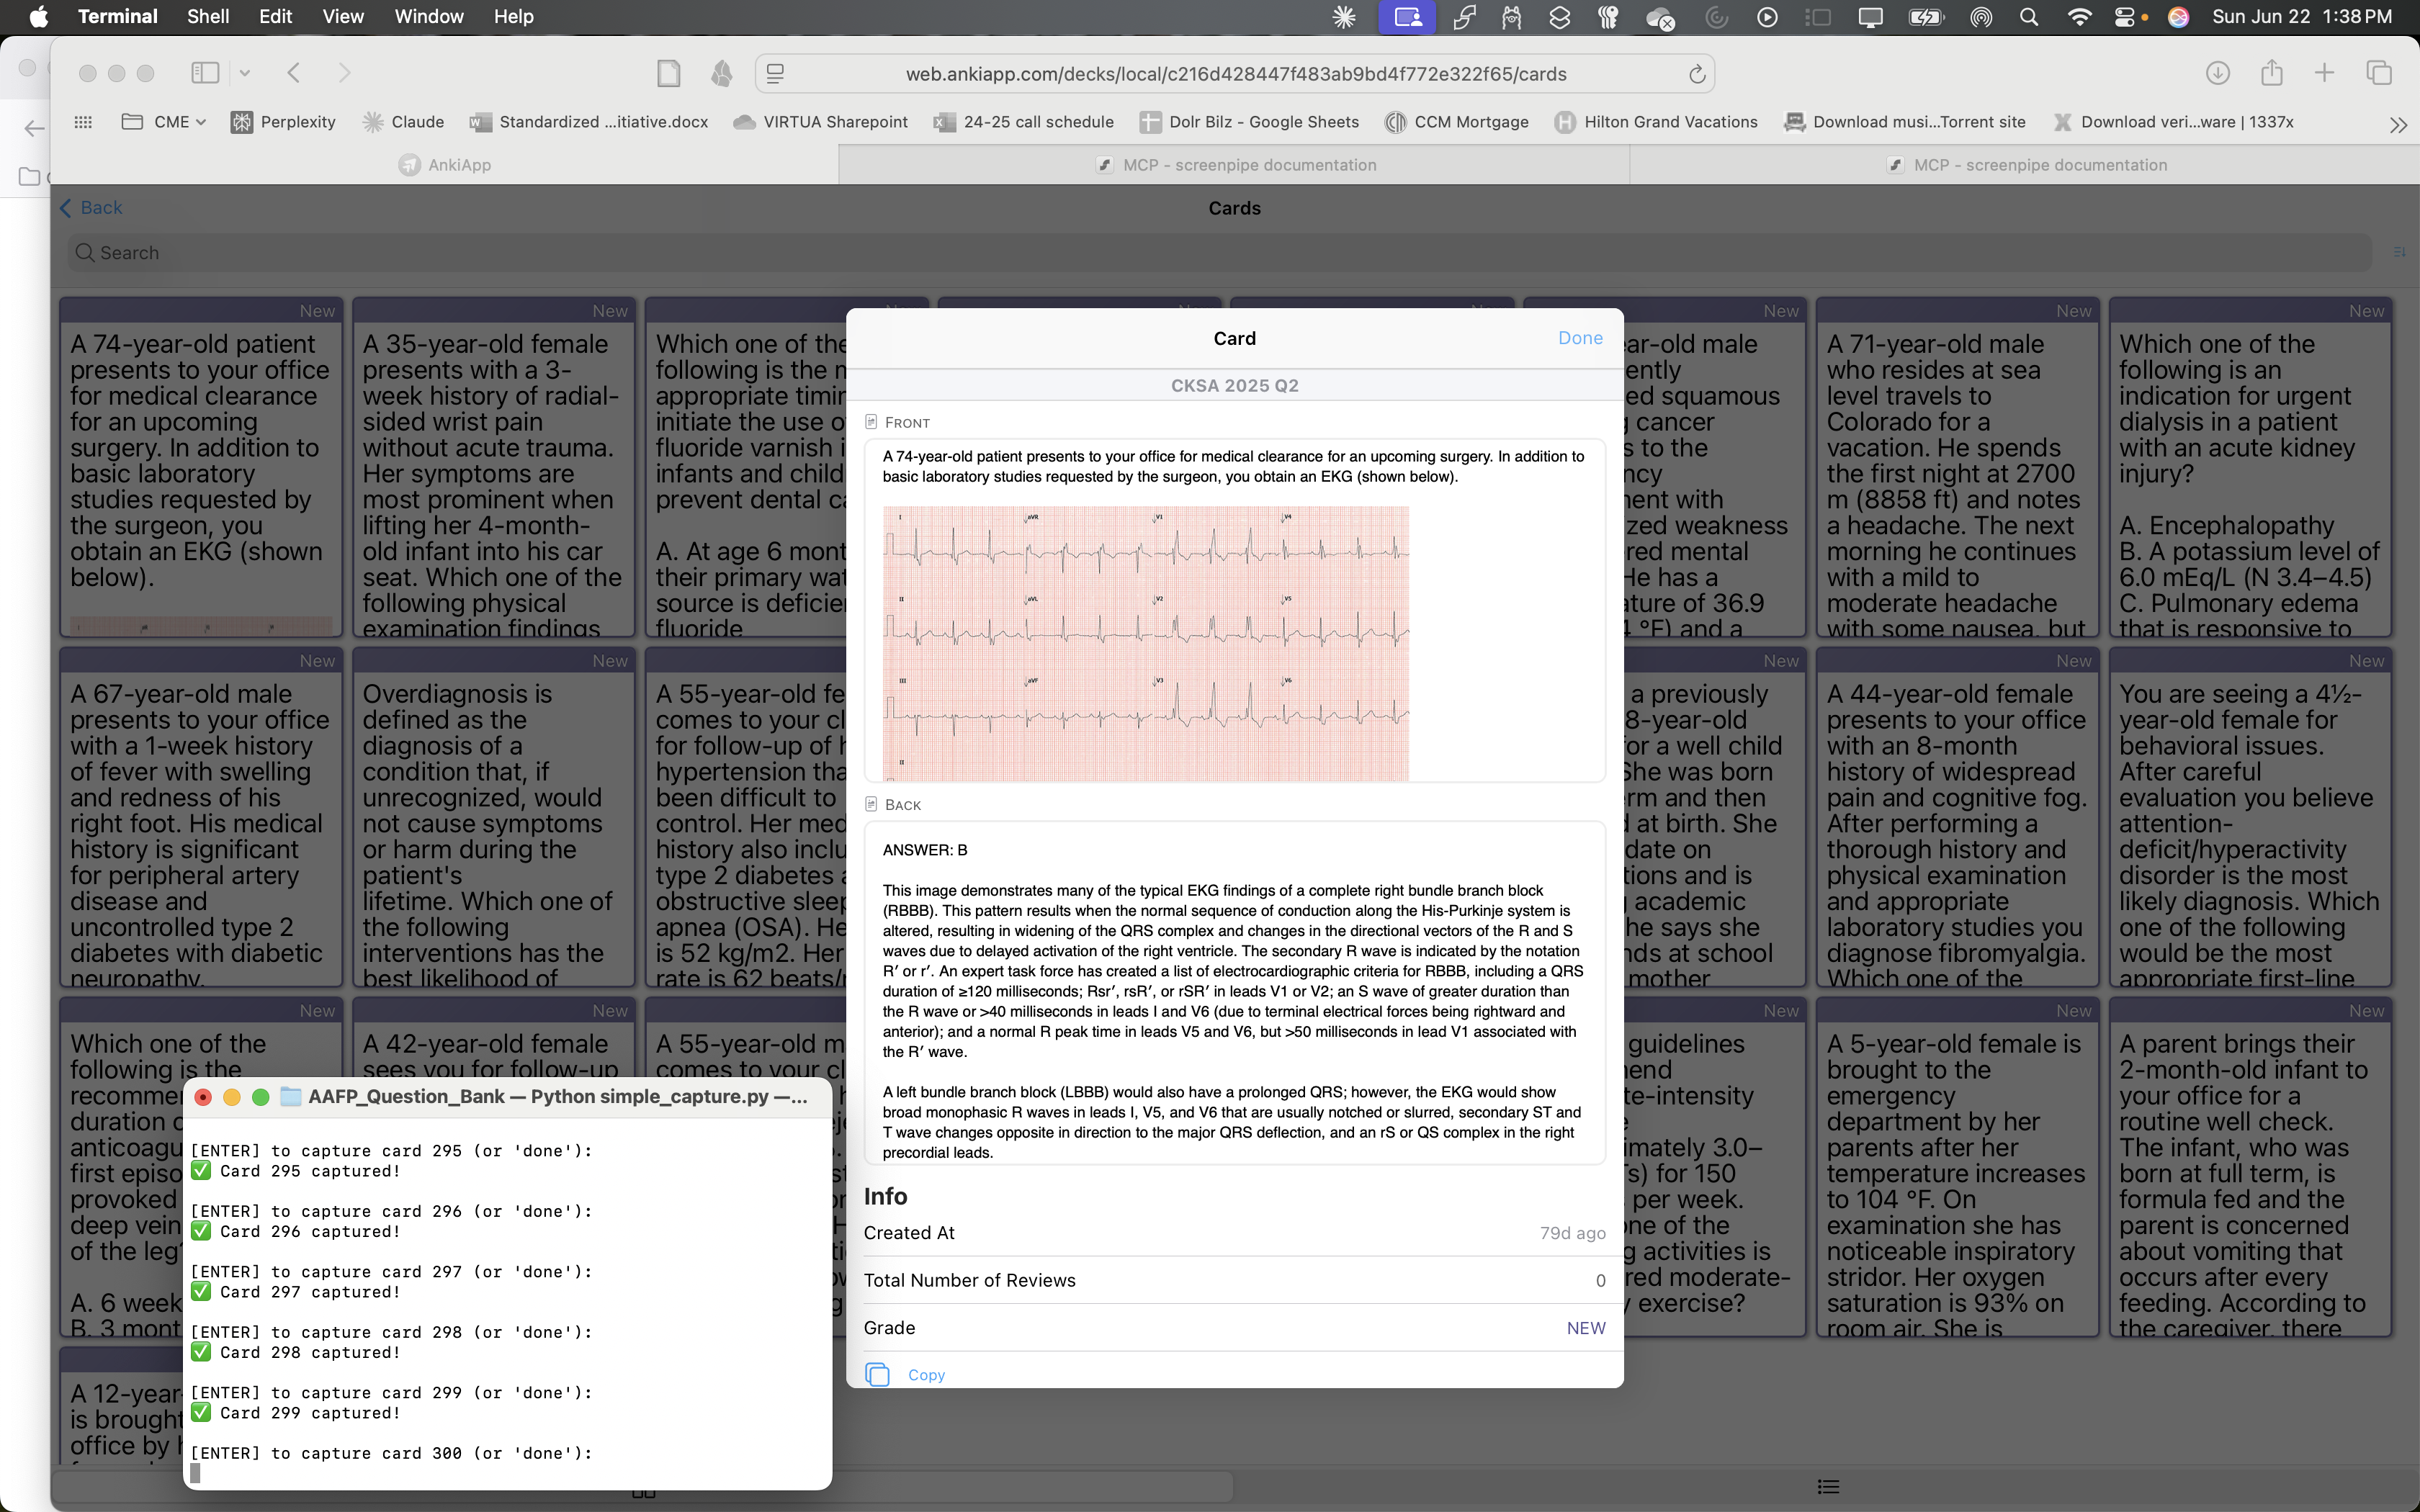 Terminal Shell Edit View Window Help Sun Jun 22 1:38 PM
web.ankiapp.com/decks/local/c216d428447f483ab9bd4f772e322f65/cards
CME Perplexity Claude Standardized ...itiative.docx VIRTUA Sharepoint 24-25 call schedule Dolr Bilz - Google Sheets CCM Mortgage Hilton Grand Vacations Download musi...Torrent site Download veri...ware | 1337x
AnkiApp MCP - screenpipe documentation MCP - screenpipe documentation
Back Cards
Search
New
A 74-year-old patient
presents to your office
for medical clearance
for an upcoming
surgery. In addition to
basic laboratory
studies requested by
the surgeon, you
obtain an EKG (shown
below).
New
A 35-year-old female
presents with a 3-
week history of radial-
sided wrist pain
without acute trauma.
Her symptoms are
most prominent when
lifting her 4-month-
old infant into his car
seat. Which one of the
following physical
examination findings
Which one of the
following is the
appropriate
initiate the use
fluoride varnish
infants and
prevent dental
A. At age 6
their primary
source is
fluoride
Card
Done
CKSA 2025 Q2
FRONT
A 74-year-old patient presents to your office for medical clearance for an upcoming surgery. In addition to
basic laboratory studies requested by the surgeon, you obtain an EKG (shown below).
I aVR V1 V4
II aVL V2 V5
III aVF V3 V6
II
BACK
ANSWER: B
This image demonstrates many of the typical EKG findings of a complete right bundle branch block
(RBBB). This pattern results when the normal sequence of conduction along the His-Purkinje system is
altered, resulting in widening of the QRS complex and changes in the directional vectors of the R and S
waves due to delayed activation of the right ventricle. The secondary R wave is indicated by the notation
R′ or r′. An expert task force has created a list of electrocardiographic criteria for RBBB, including a QRS
duration of ≥120 milliseconds; Rsr′, rsR′, or rSR′ in leads V1 or V2; an S wave of greater duration than
the R wave or >40 milliseconds in leads I and V6 (due to terminal electrical forces being rightward and
anterior); and a normal R peak time in leads V5 and V6, but >50 milliseconds in lead V1 associated with
the R′ wave.
A left bundle branch block (LBBB) would also have a prolonged QRS; however, the EKG would show
broad monophasic R waves in leads I, V5, and V6 that are usually notched or slurred, secondary ST and
T wave changes opposite in direction to the major QRS deflection, and an rS or QS complex in the right
precordial leads.
Info
Created At 79d ago
Total Number of Reviews 0
Grade NEW
Copy
New
male
squamous
cancer
to the
with
weakness
mental
He has a
of 36.9
°F) and a
New
A 71-year-old male
who resides at sea
level travels to
Colorado for a
vacation. He spends
the first night at 2700
m (8858 ft) and notes
a headache. The next
morning he continues
with a mild to
moderate headache
with some nausea, but
New
Which one of the
following is an
indication for urgent
dialysis in a patient
with an acute kidney
injury?
A. Encephalopathy
B. A potassium level of
6.0 mEq/L (N 3.4–4.5)
C. Pulmonary edema
that is responsive to
New
A 67-year-old male
presents to your office
with a 1-week history
of fever with swelling
and redness of his
right foot. His medical
history is significant
for peripheral artery
disease and
uncontrolled type 2
diabetes with diabetic
neuropathy.
New
Overdiagnosis is
defined as the
diagnosis of a
condition that, if
unrecognized, would
not cause symptoms
or harm during the
patient's
lifetime. Which one of
the following
interventions has the
best likelihood of
A 55-year-old
comes to your
for follow-up of
hypertension
been difficult to
control. Her
history also
type 2 diabetes
obstructive
apnea (OSA).
is 52 kg/m2. Her
rate is 62
New
a previously
8-year-old
for a well child
She was born
and then
at birth. She
date on
and is
academic
she says she
at school
mother
New
A 44-year-old female
presents to your office
with an 8-month
history of widespread
pain and cognitive fog.
After performing a
thorough history and
physical examination
and appropriate
laboratory studies you
diagnose fibromyalgia.
Which one of the
New
You are seeing a 4½-
year-old female for
behavioral issues.
After careful
evaluation you believe
attention-
deficit/hyperactivity
disorder is the most
likely diagnosis. Which
one of the following
would be the most
appropriate first-line
New
Which one of the
following is the
duration
first
provoked
deep
of the
A. 6
B. 3
New
A 42-year-old female
sees you for follow-up
A 55-year-old
comes to your
New
guidelines
3.0–
for 150
per week.
one of the
activities is
moderate-
exercise?
New
A 5-year-old female is
brought to the
emergency
department by her
parents after her
temperature increases
to 104 °F. On
examination she has
noticeable inspiratory
stridor. Her oxygen
saturation is 93% on
room air. She is
New
A parent brings their
2-month-old infant to
your office for a
routine well check.
The infant, who was
born at full term, is
formula fed and the
parent is concerned
about vomiting that
occurs after every
feeding. According to
the caregiver, there
A 12-year
is brought
office by
AAFP_Question_Bank — Python simple_capture.py —...
[ENTER] to capture card 295 (or 'done'):
✅ Card 295 captured!
[ENTER] to capture card 296 (or 'done'):
✅ Card 296 captured!
[ENTER] to capture card 297 (or 'done'):
✅ Card 297 captured!
[ENTER] to capture card 298 (or 'done'):
✅ Card 298 captured!
[ENTER] to capture card 299 (or 'done'):
✅ Card 299 captured!
[ENTER] to capture card 300 (or 'done'):